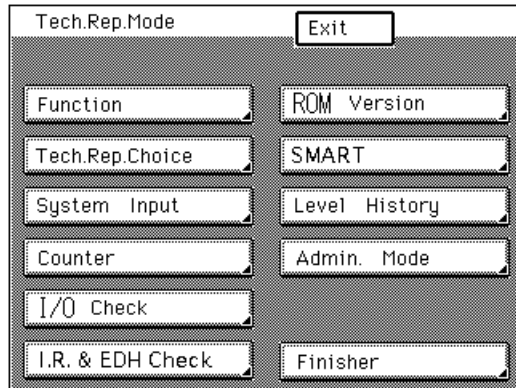 Tech.Rep.Mode Exit
Function ROM Version
Tech.Rep.Choice SMART
System Input Level History
Counter Admin. Mode
I/O Check
I.R. & EDH Check Finisher